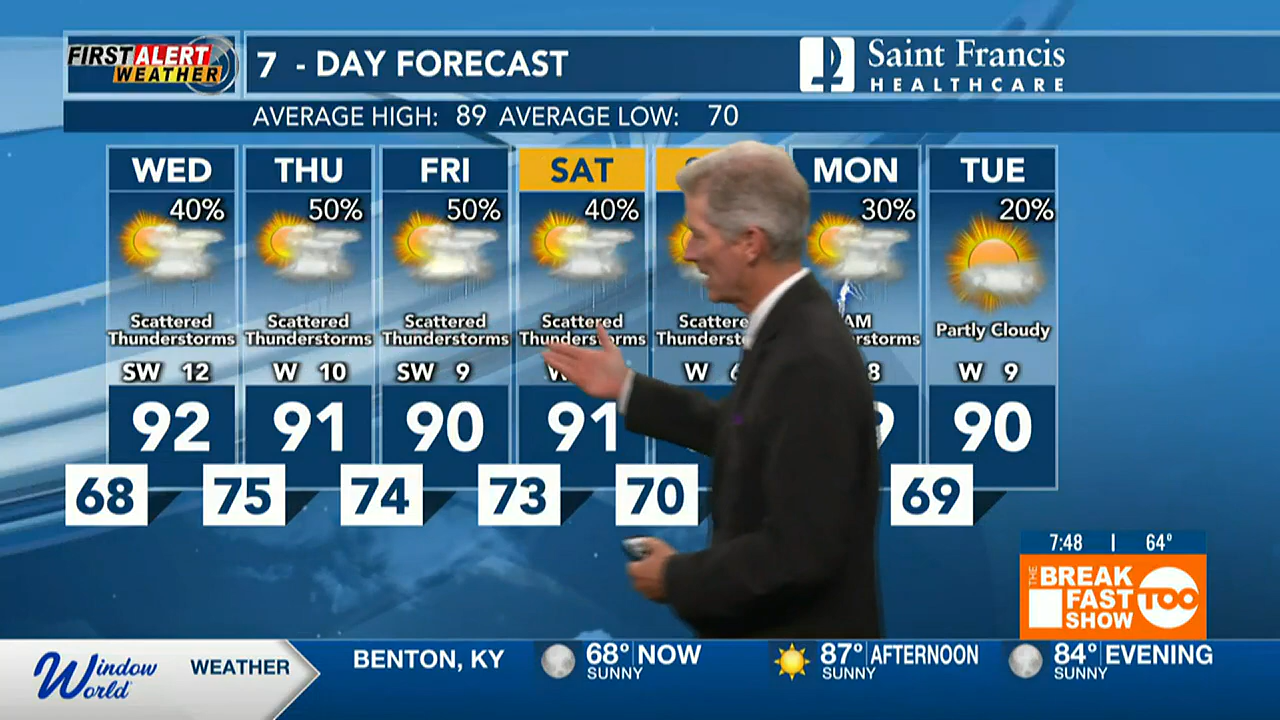 FIRST ALERT
WEATHER
7 - DAY FORECAST
Saint Francis
HEALTHCARE
AVERAGE HIGH: 89 AVERAGE LOW: 70
WED THU FRI SAT MON TUE
40% 50% 50% 40% 30% 20%
Scattered Scattered Scattered Scattered AM
Thunderstorms Thunderstorms Thunderstorms Thunderstorms
Partly Cloudy
SW 12 W 10 SW 9 W W 8 W 9
92 91 90 91 90
68 75 74 73 70 69
7:48 | 64°
THE
BREAK
FAST
SHOW
TOO
Window
World
WEATHER
BENTON, KY
68° NOW
SUNNY
87° AFTERNOON
SUNNY
84° EVENING
SUNNY